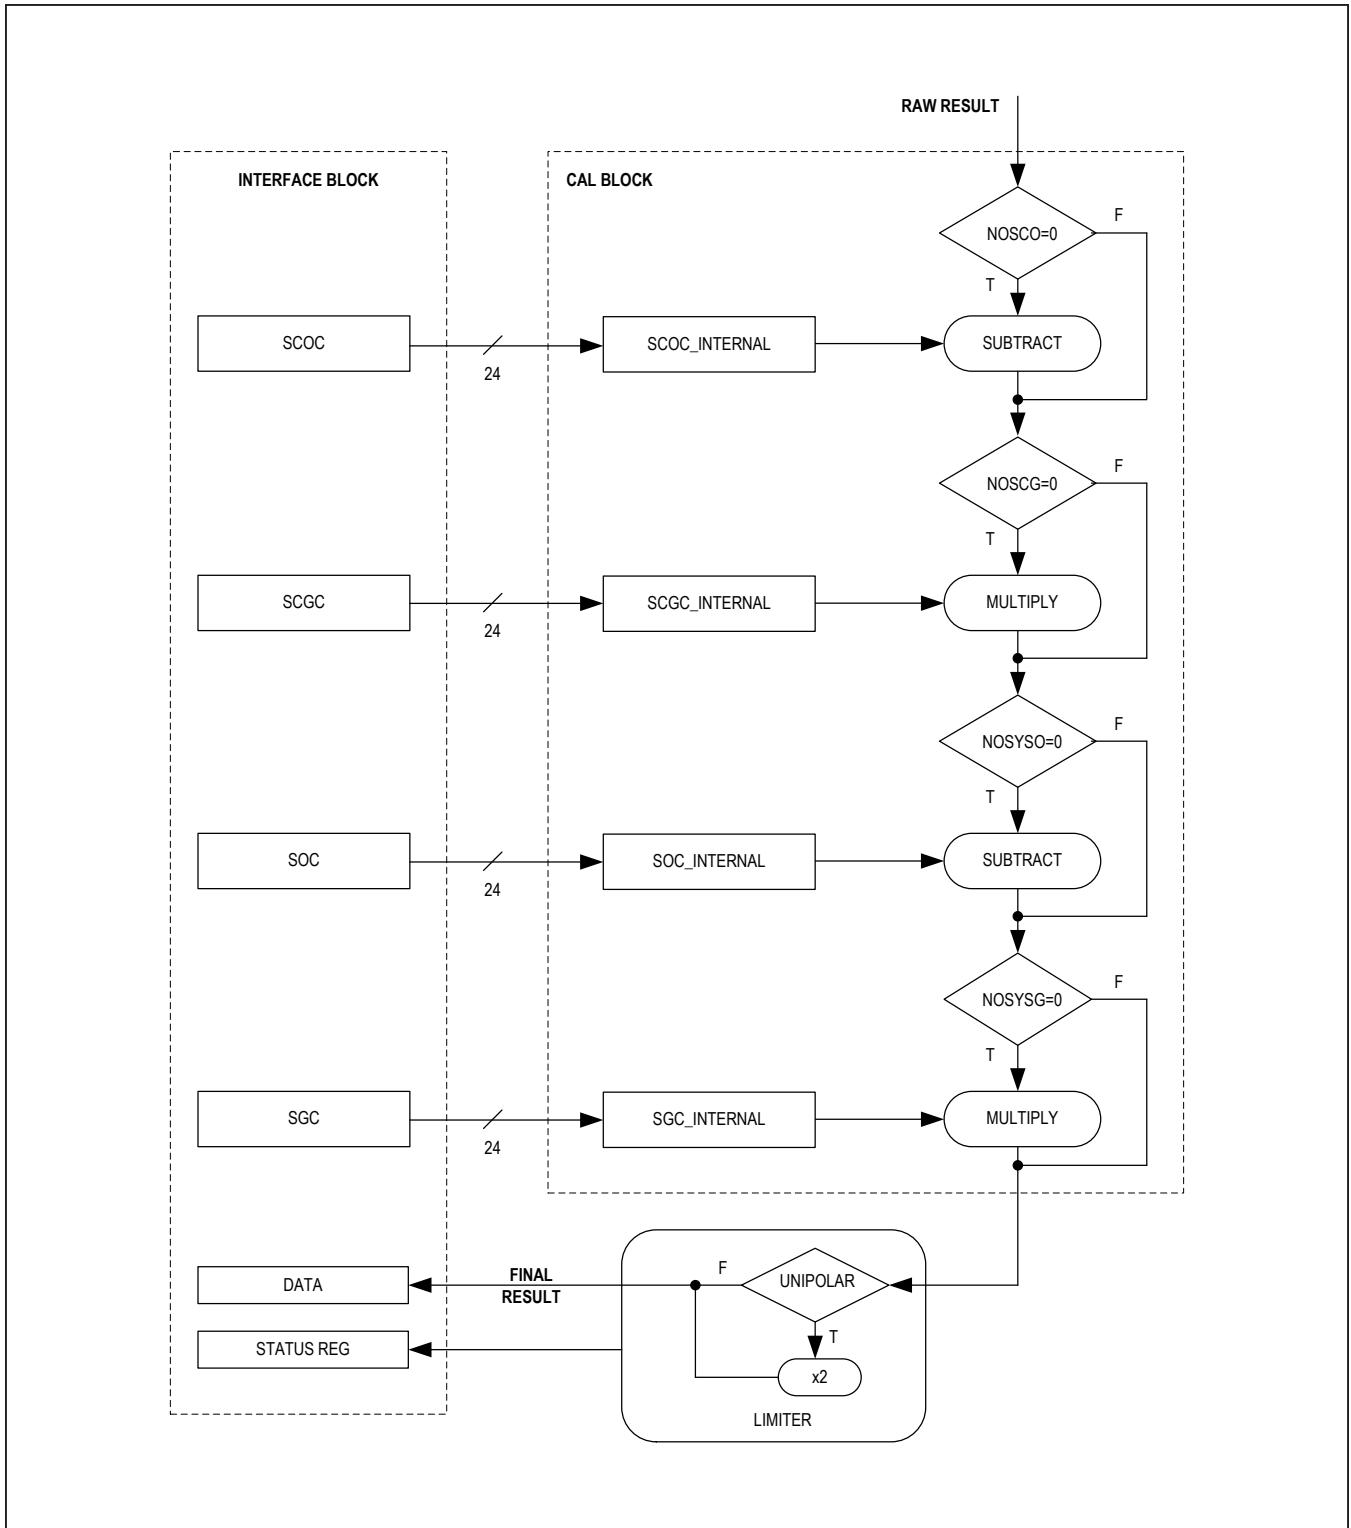 RAW RESULT
INTERFACE BLOCK
CAL BLOCK
NOSCO=0
F
T
SCOC
24
SCOC_INTERNAL
SUBTRACT
NOSCG=0
F
T
SCGC
24
SCGC_INTERNAL
MULTIPLY
NOSYSO=0
F
T
SOC
24
SOC_INTERNAL
SUBTRACT
NOSYSG=0
F
T
SGC
24
SGC_INTERNAL
MULTIPLY
DATA
FINAL
RESULT
F
UNIPOLAR
T
STATUS REG
x2
LIMITER